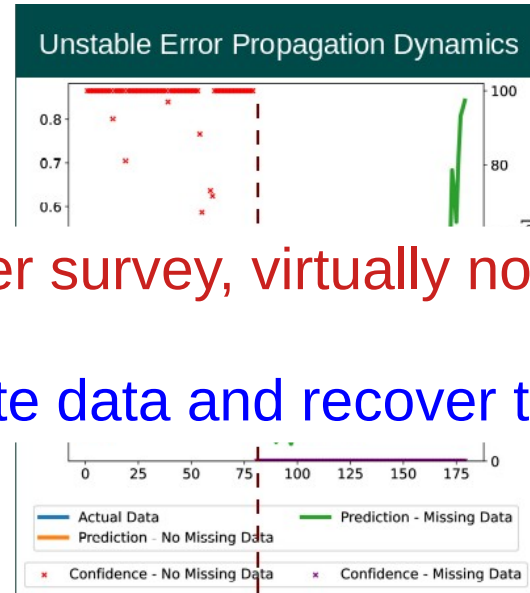 Unstable Error Propagation Dynamics
0.8
0.7
0.6
100
80
er survey, virtually no
te data and recover t
0 25 50 75 100 125 150 175
0
Actual Data
Prediction - No Missing Data
Prediction - Missing Data
Confidence - No Missing Data
Confidence - Missing Data